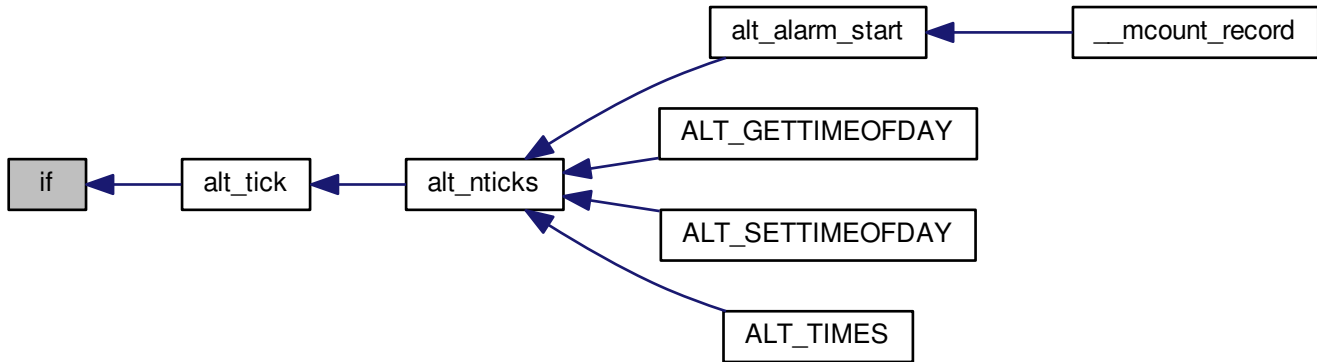 alt_alarm_start
__mcount_record
ALT_GETTIMEOFDAY
if
alt_tick
alt_nticks
ALT_SETTIMEOFDAY
ALT_TIMES